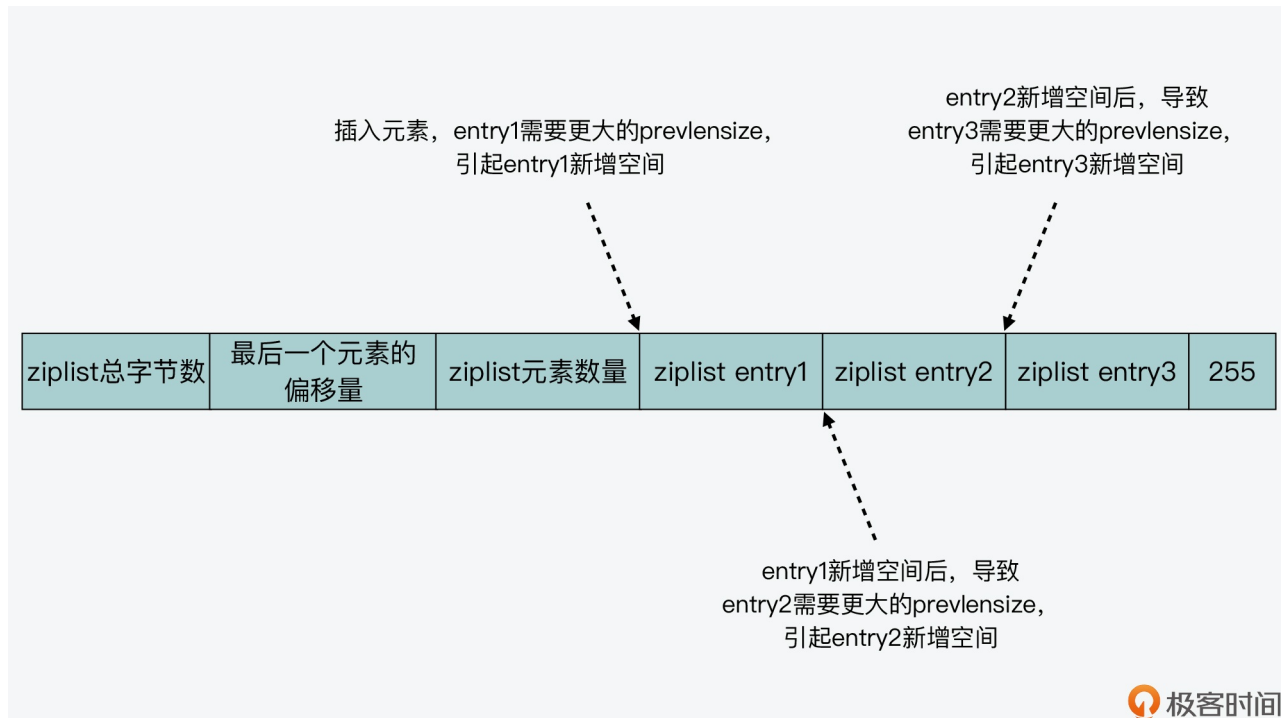 entry2新增空间后，导致
entry3需要更大的prevlensize，
引起entry3新增空间
插入元素，entry1需要更大的prevlensize，
引起entry1新增空间
ziplist总字节数
最后一个元素的
偏移量
ziplist元素数量
ziplist entry1
ziplist entry2
ziplist entry3
255
entry1新增空间后，导致
entry2需要更大的prevlensize，
引起entry2新增空间
极客时间